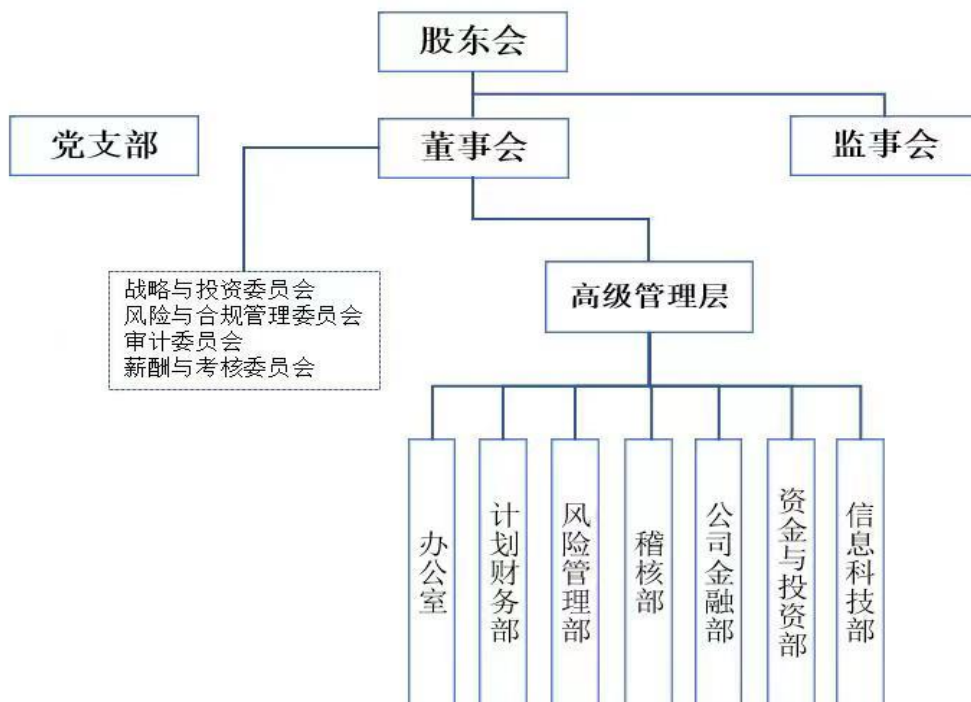 股东会
党支部
董事会
监事会
战略与投资委员会
风险与合规管理委员会
审计委员会
薪酬与考核委员会
高级管理层
办公室
计划财务部
风险管理部
稽核部
公司金融部
资金与投资部
信息科技部